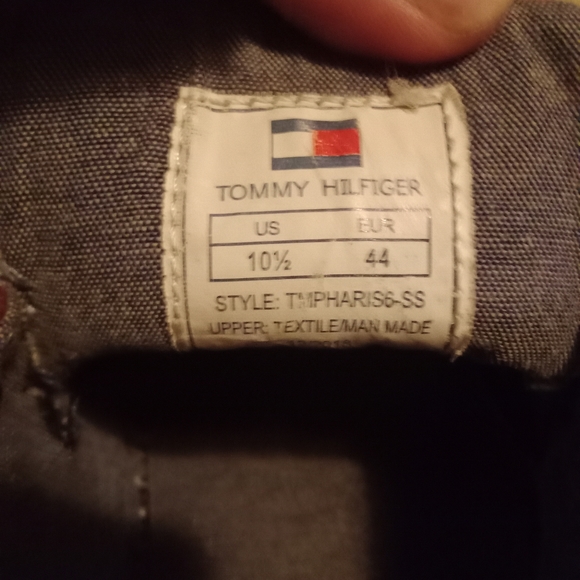 TOMMY HILFIGER
US EUR
10½ 44
STYLE: TMPHARIS6-SS
UPPER: TEXTILE/MAN MADE